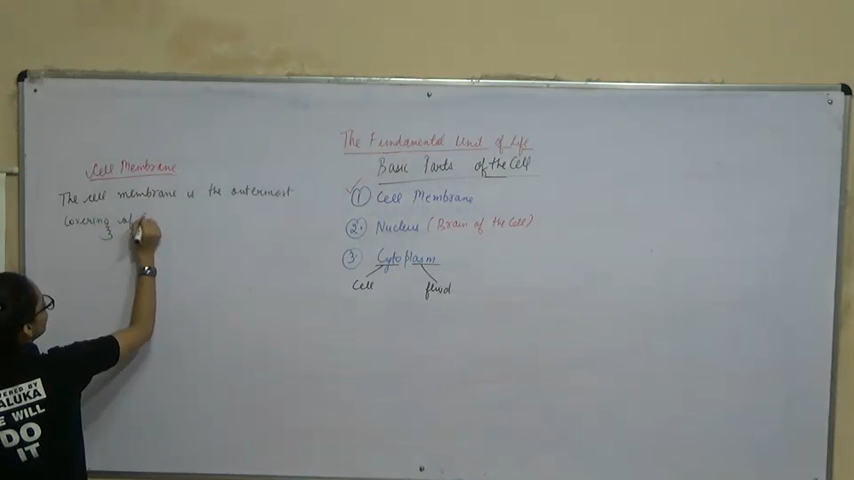 The Fundamental Unit of Life
Basic Parts of the Cell
① Cell Membrane
②. Nucleus (Brain of the Cell)
③. Cytoplasm
Cell fluid
Cell Membrane
The cell membrane is the outermost
covering of
WE WILL
DO
IT